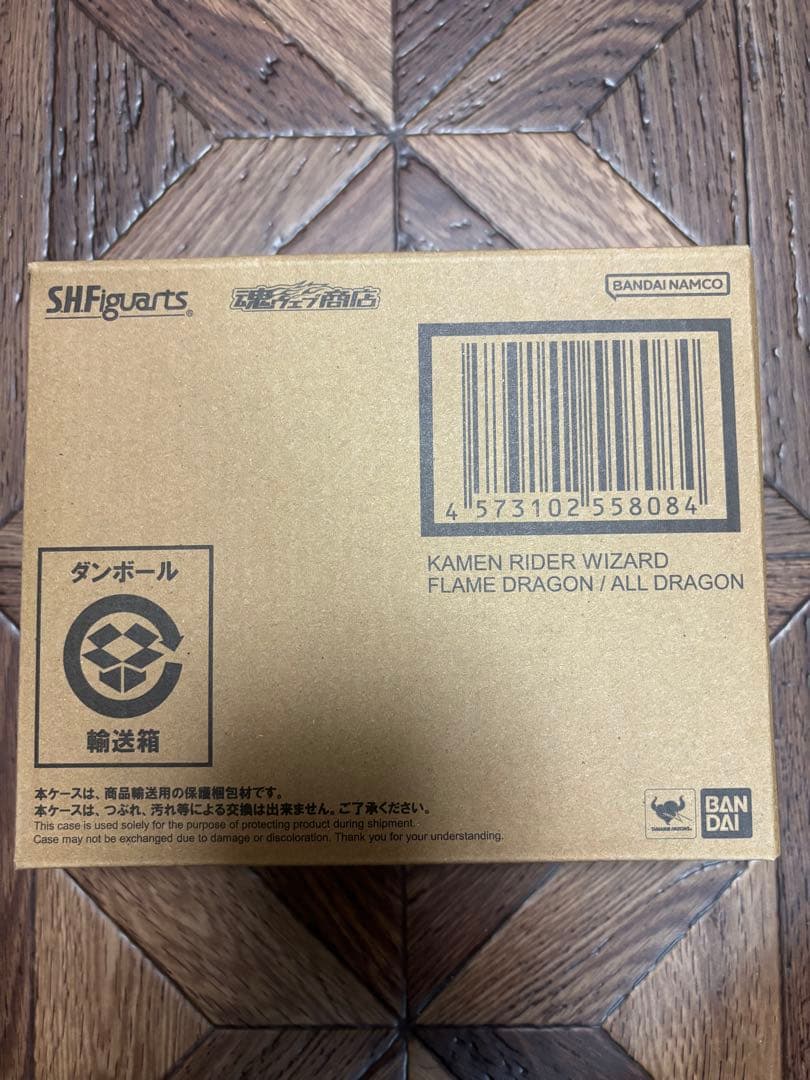 S.H.Figuarts®
魂ウェブ商店
BANDAI NAMCO
4 573102 558084
KAMEN RIDER WIZARD
FLAME DRAGON / ALL DRAGON
ダンボール
輸送箱
本ケースは、商品輸送用の保護梱包材です。
本ケースは、つぶれ、汚れ等による交換は出来ません。ご了承ください。
This case is used solely for the purpose of protecting product during shipment.
Case may not be exchanged due to damage or discoloration. Thank you for your understanding.
TAMASHII NATIONS
BAN
DAI